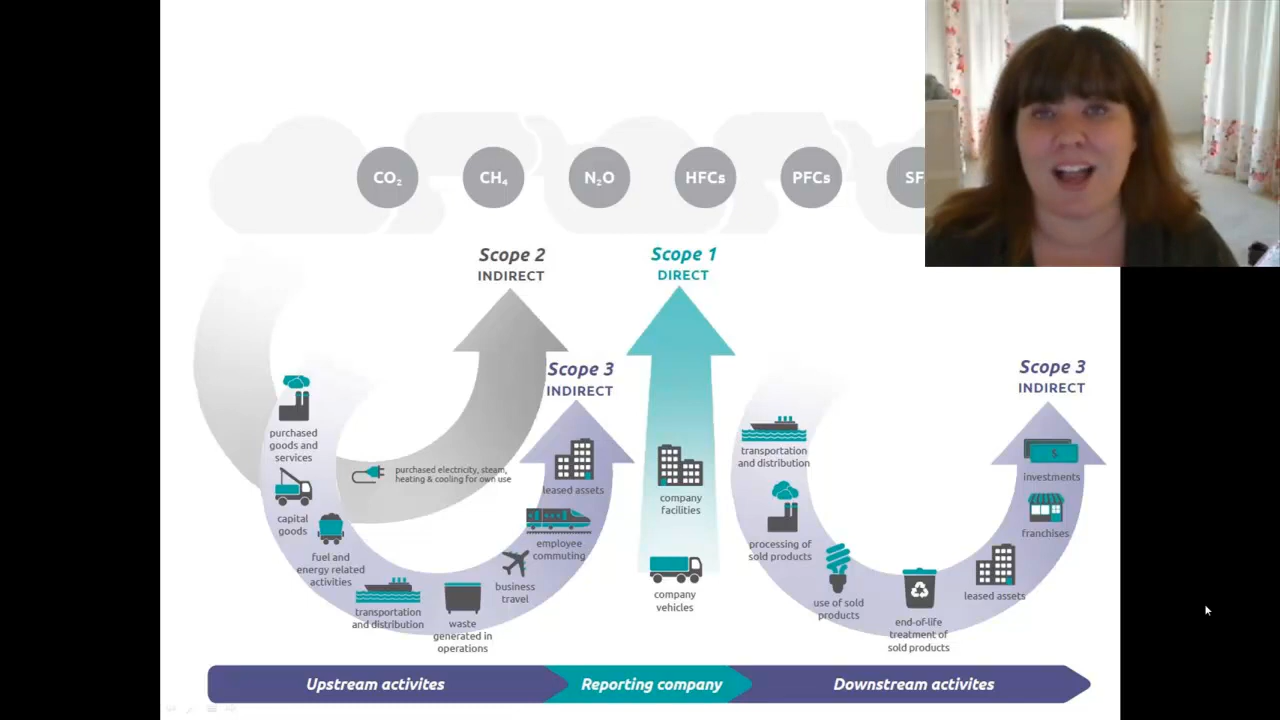 CO₂
CH₄
N₂O
HFCs
PFCs
SF
Scope 2
INDIRECT
Scope 1
DIRECT
Scope 3
INDIRECT
Scope 3
INDIRECT
purchased
goods and
services
capital
goods
fuel and
energy related
activities
transportation
and distribution
waste
generated in
operations
business
travel
employee
commuting
leased assets
purchased electricity, steam,
heating & cooling for own use
company
facilities
company
vehicles
transportation
and distribution
processing of
sold products
use of sold
products
end-of-life
treatment of
sold products
leased assets
franchises
$
investments
Upstream activites
Reporting company
Downstream activites